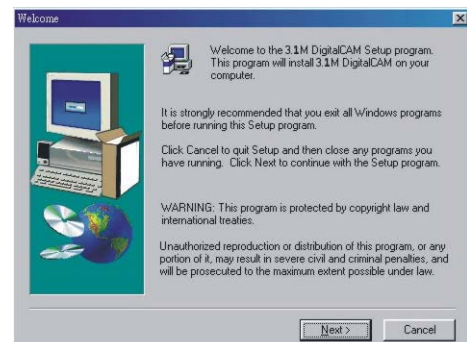 Welcome
Welcome to the 3.1M DigitalCAM Setup program.
This program will install 3.1M DigitalCAM on your
computer.
It is strongly recommended that you exit all Windows programs
before running this Setup program.
Click Cancel to quit Setup and then close any programs you
have running. Click Next to continue with the Setup program.
WARNING: This program is protected by copyright law and
international treaties.
Unauthorized reproduction or distribution of this program, or any
portion of it, may result in severe civil and criminal penalties, and
will be prosecuted to the maximum extent possible under law.
Next >
Cancel